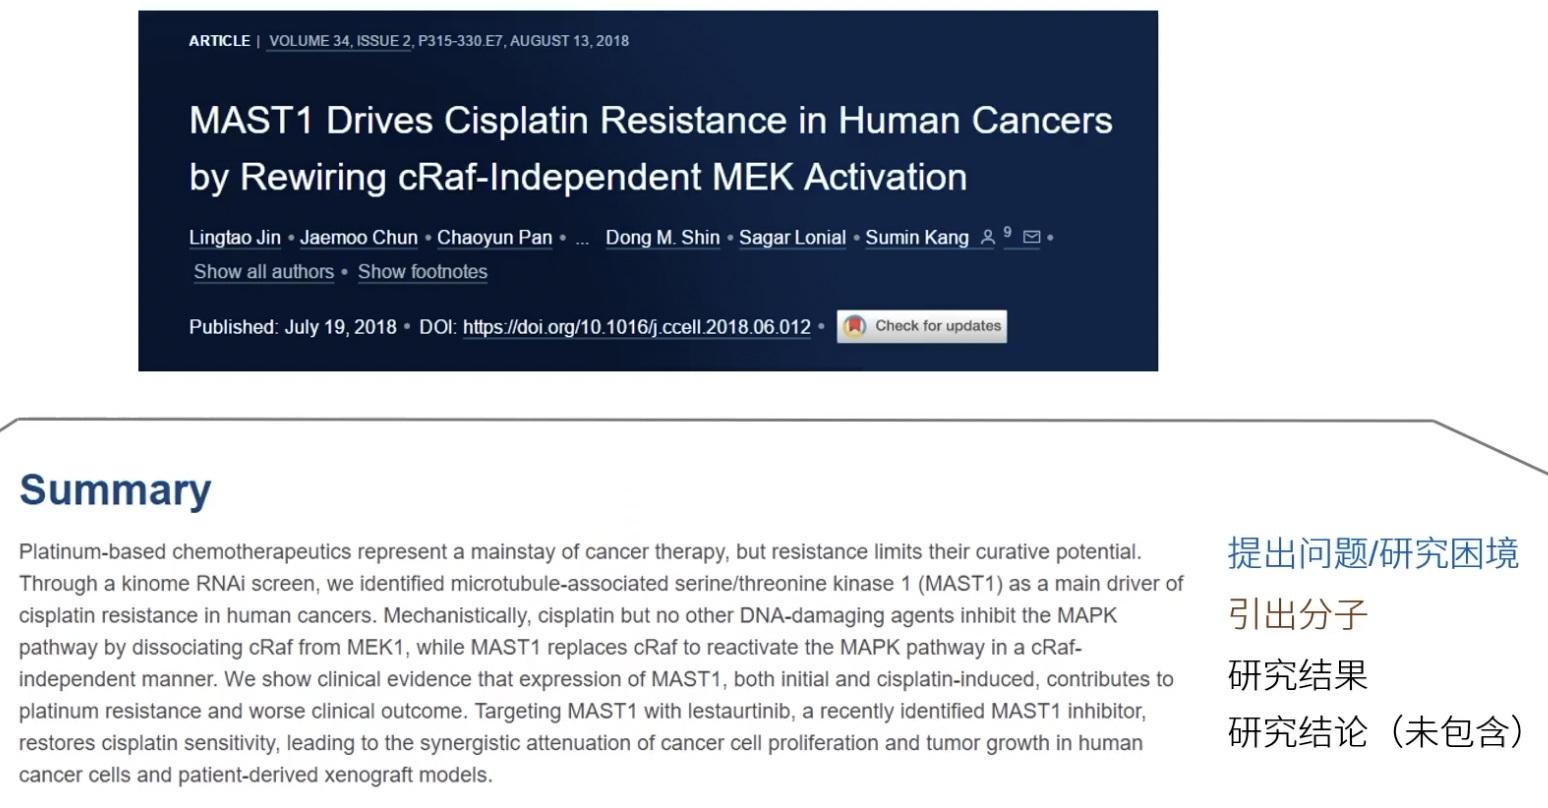 ARTICLE | VOLUME 34, ISSUE 2, P315-330.E7, AUGUST 13, 2018
MAST1 Drives Cisplatin Resistance in Human Cancers
by Rewiring cRaf-Independent MEK Activation
Lingtao Jin • Jaemoo Chun • Chaoyun Pan • ... Dong M. Shin • Sagar Lonial • Sumin Kang 9 •
Show all authors • Show footnotes
Published: July 19, 2018 • DOI: https://doi.org/10.1016/j.ccell.2018.06.012 • Check for updates
Summary
Platinum-based chemotherapeutics represent a mainstay of cancer therapy, but resistance limits their curative potential.
Through a kinome RNAi screen, we identified microtubule-associated serine/threonine kinase 1 (MAST1) as a main driver of
cisplatin resistance in human cancers. Mechanistically, cisplatin but no other DNA-damaging agents inhibit the MAPK
pathway by dissociating cRaf from MEK1, while MAST1 replaces cRaf to reactivate the MAPK pathway in a cRaf-
independent manner. We show clinical evidence that expression of MAST1, both initial and cisplatin-induced, contributes to
platinum resistance and worse clinical outcome. Targeting MAST1 with lestaurtinib, a recently identified MAST1 inhibitor,
restores cisplatin sensitivity, leading to the synergistic attenuation of cancer cell proliferation and tumor growth in human
cancer cells and patient-derived xenograft models.
提出问题/研究困境
引出分子
研究结果
研究结论（未包含）